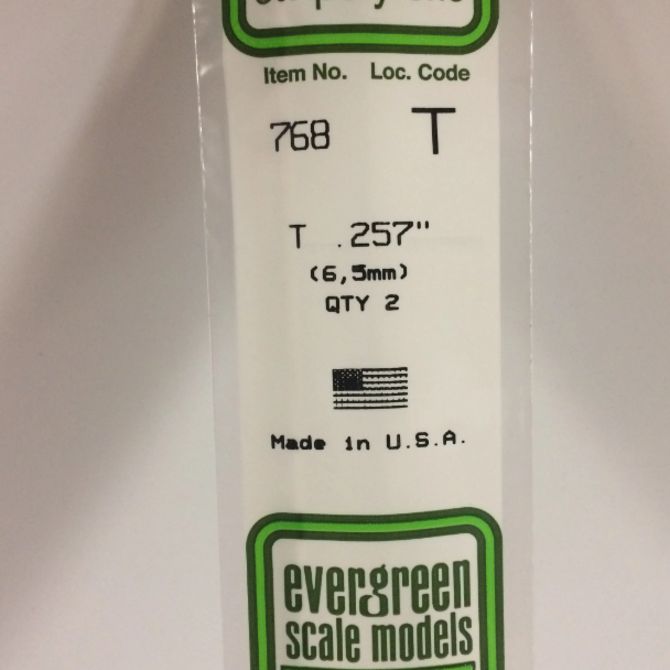 Item No. Loc. Code
768 T
T .257"
(6,5mm)
QTY 2
Made in U.S.A.
evergreen
scale models